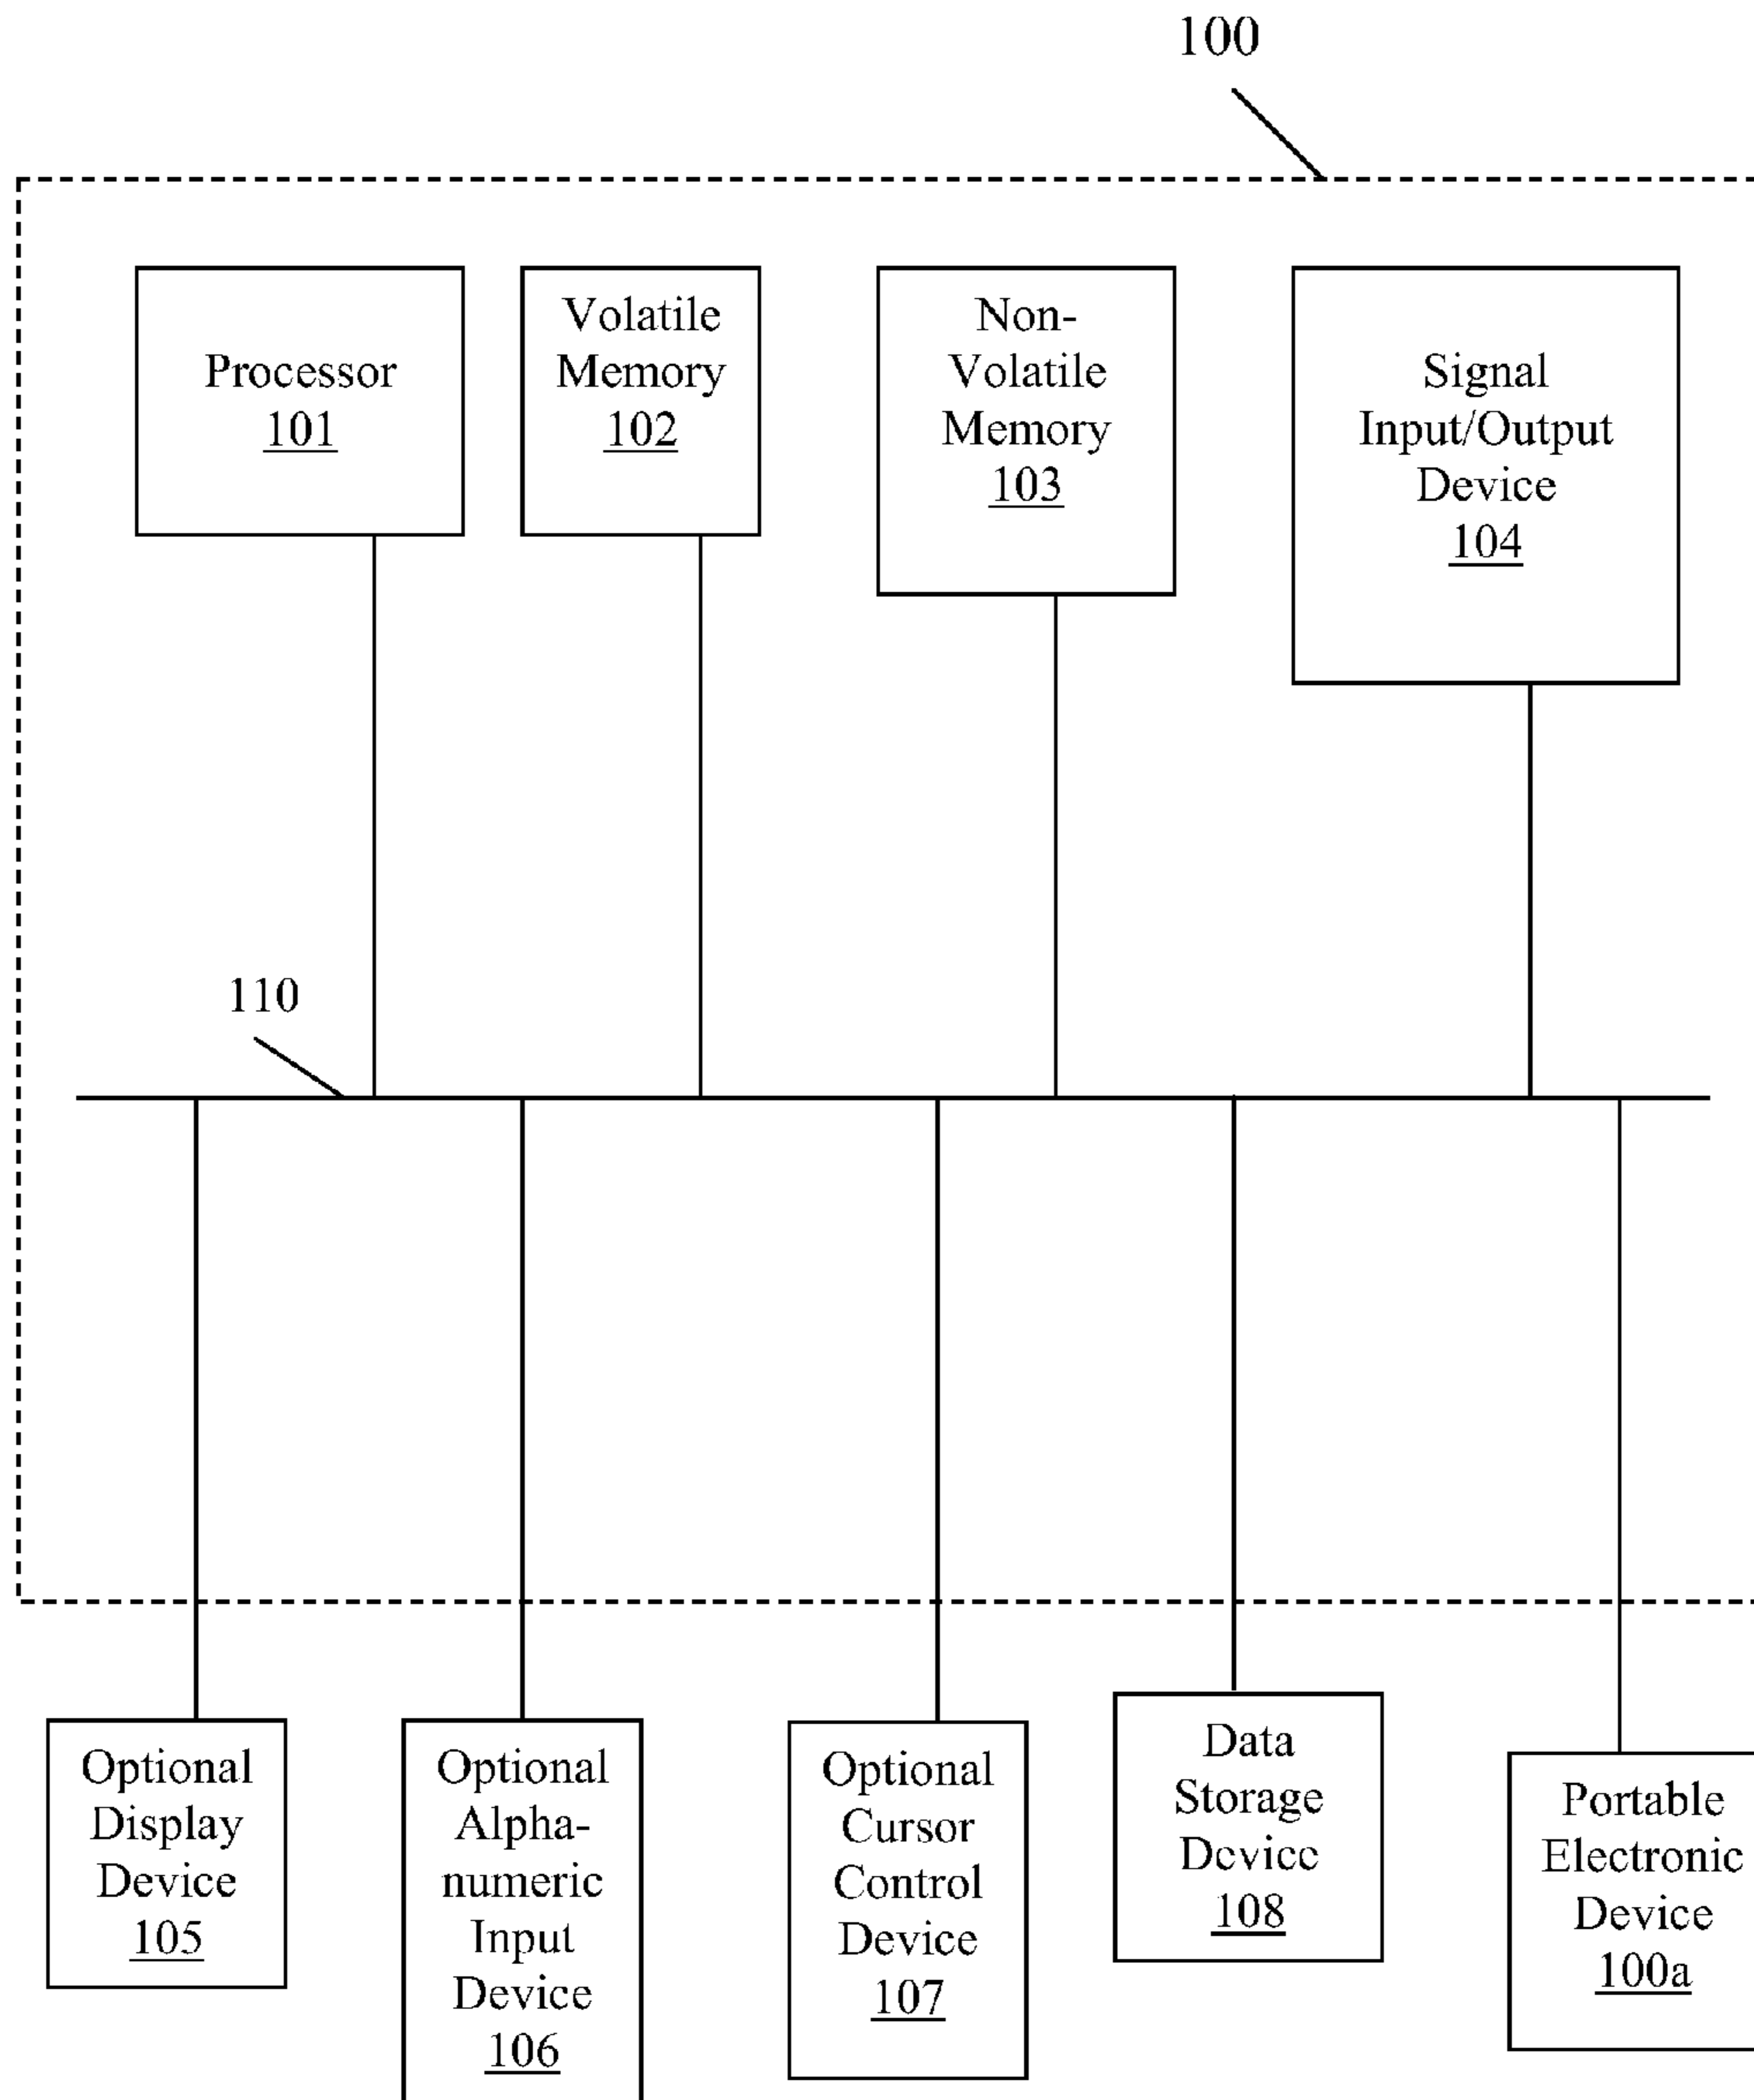 100
Processor
101
Volatile
Memory
102
Non-
Volatile
Memory
103
Signal
Input/Output
Device
104
110
Optional
Display
Device
105
Optional
Alpha-
numeric
Input
Device
106
Optional
Cursor
Control
Device
107
Data
Storage
Device
108
Portable
Electronic
Device
100a